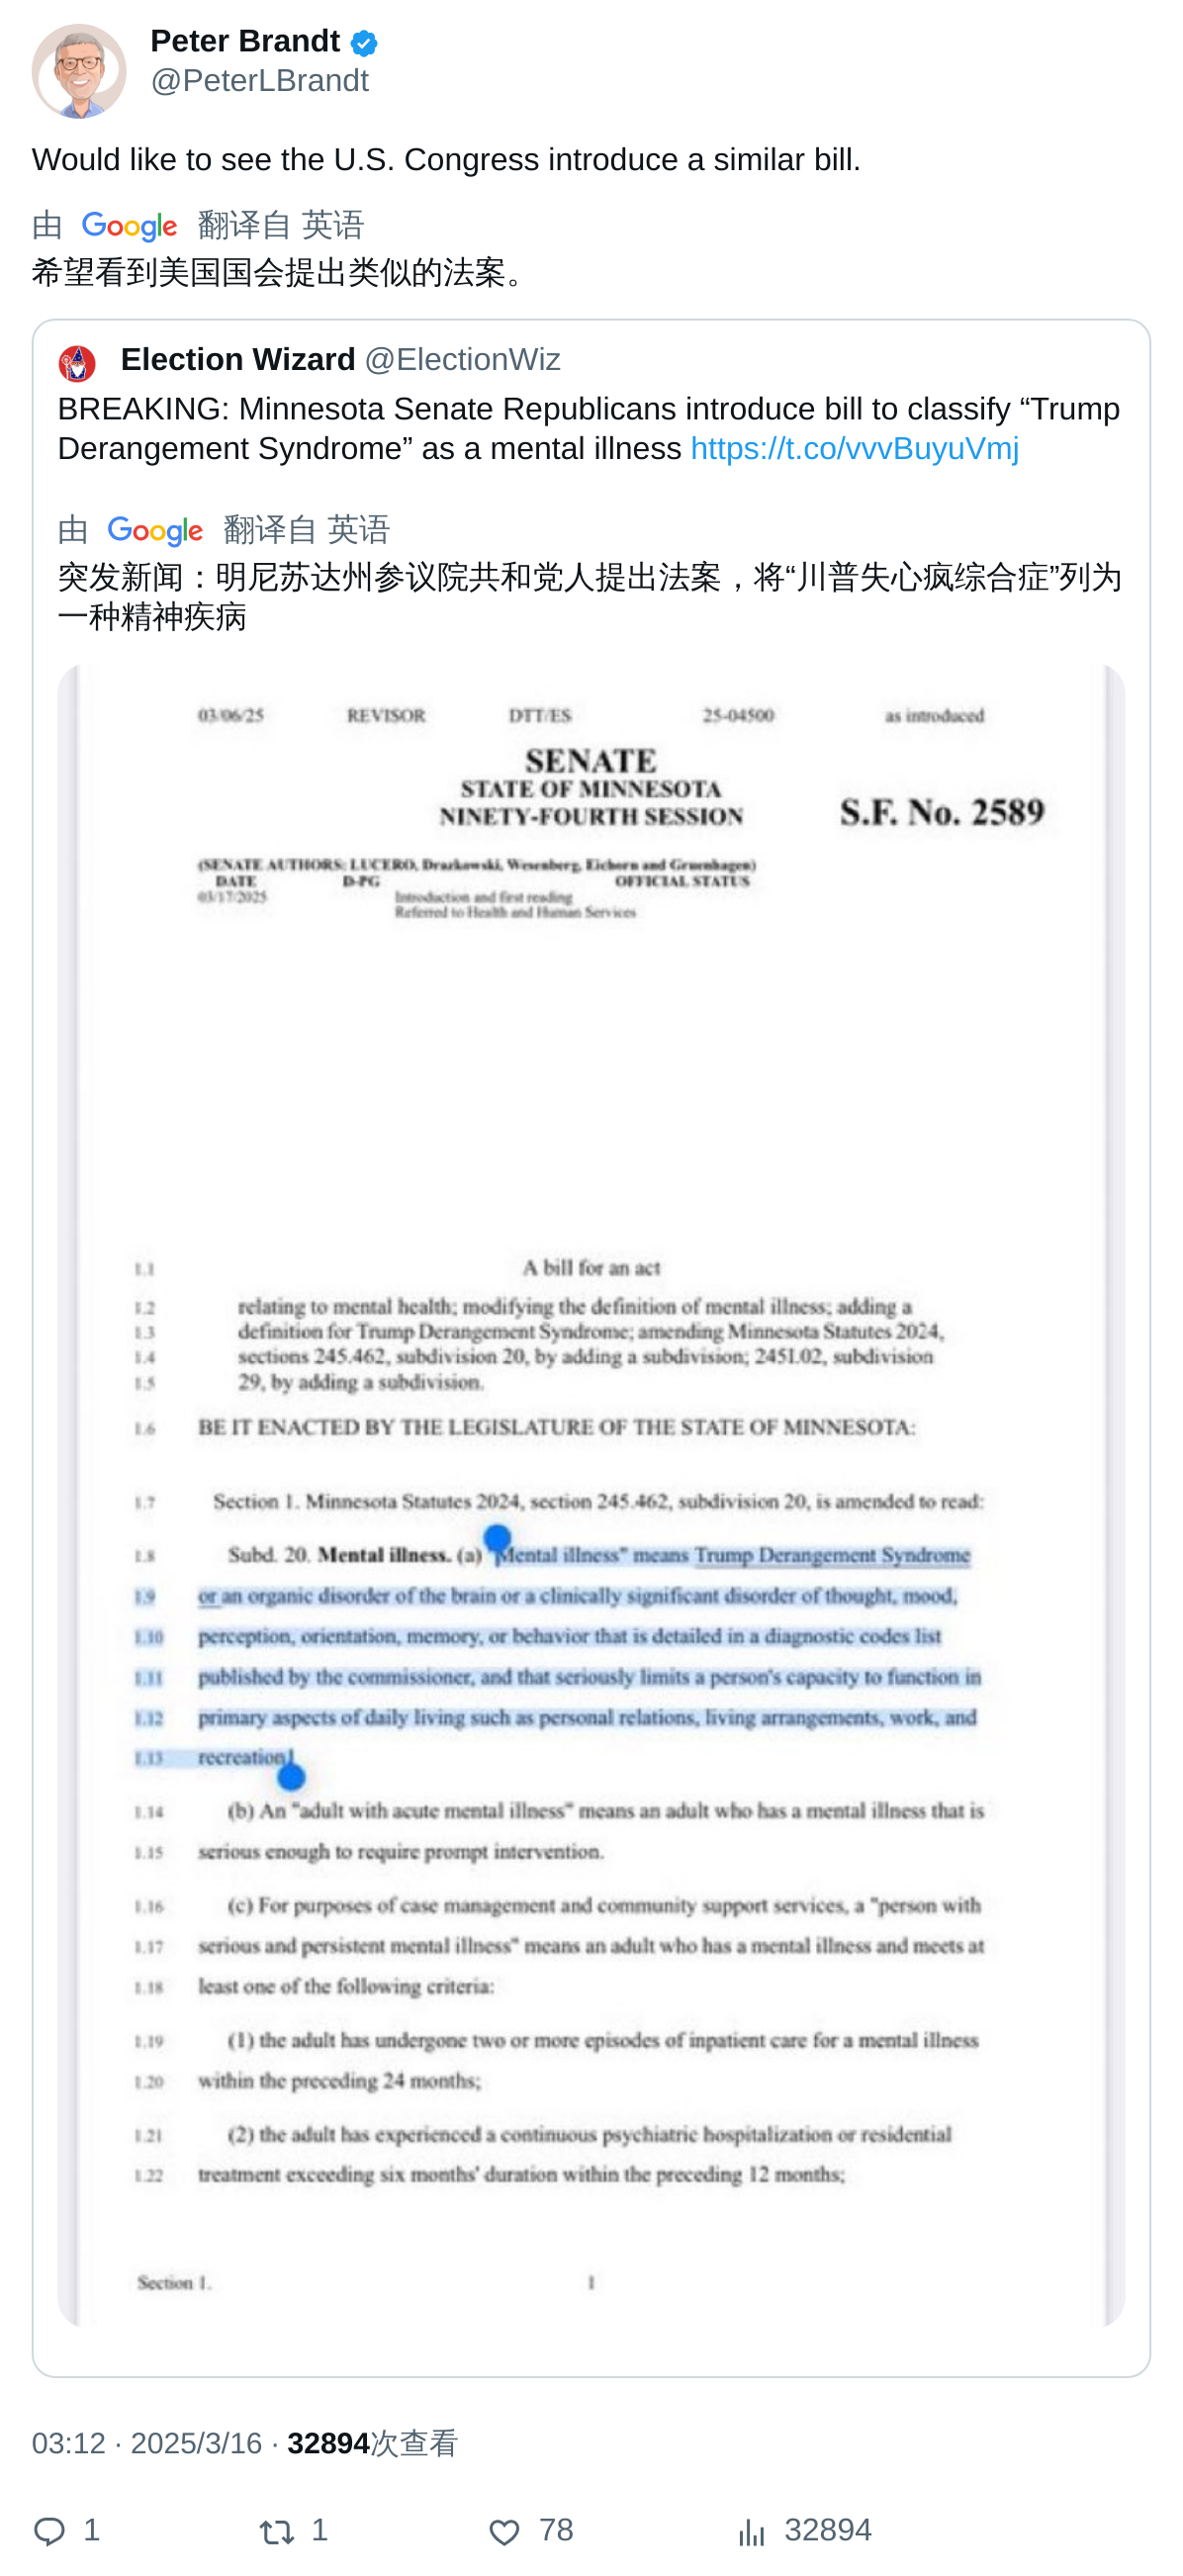 Peter Brandt
@PeterLBrandt
Would like to see the U.S. Congress introduce a similar bill.
由 Google 翻译自 英语
希望看到美国国会提出类似的法案。
Election Wizard @ElectionWiz
BREAKING: Minnesota Senate Republicans introduce bill to classify “Trump
Derangement Syndrome” as a mental illness https://t.co/vvvBuyuVmj
由 Google 翻译自 英语
突发新闻：明尼苏达州参议院共和党人提出法案，将“川普失心疯综合症”列为
一种精神疾病
03/06/25 REVISOR DTT/ES 25-04500 as introduced
SENATE
STATE OF MINNESOTA
NINETY-FOURTH SESSION
S.F. No. 2589
(SENATE AUTHORS: LUCERO, Drazkowski, Wesenberg, Eichorn and Gruenhagen)
DATE D-PG OFFICIAL STATUS
03/17/2025 Introduction and first reading
Referred to Health and Human Services
1.1 A bill for an act
1.2 relating to mental health; modifying the definition of mental illness; adding a
1.3 definition for Trump Derangement Syndrome; amending Minnesota Statutes 2024,
1.4 sections 245.462, subdivision 20, by adding a subdivision; 245I.02, subdivision
1.5 29, by adding a subdivision.
1.6 BE IT ENACTED BY THE LEGISLATURE OF THE STATE OF MINNESOTA:
1.7 Section 1. Minnesota Statutes 2024, section 245.462, subdivision 20, is amended to read:
1.8 Subd. 20. Mental illness. (a) "Mental illness" means Trump Derangement Syndrome
1.9 or an organic disorder of the brain or a clinically significant disorder of thought, mood,
1.10 perception, orientation, memory, or behavior that is detailed in a diagnostic codes list
1.11 published by the commissioner, and that seriously limits a person's capacity to function in
1.12 primary aspects of daily living such as personal relations, living arrangements, work, and
1.13 recreation.
1.14 (b) An "adult with acute mental illness" means an adult who has a mental illness that is
1.15 serious enough to require prompt intervention.
1.16 (c) For purposes of case management and community support services, a "person with
1.17 serious and persistent mental illness" means an adult who has a mental illness and meets at
1.18 least one of the following criteria:
1.19 (1) the adult has undergone two or more episodes of inpatient care for a mental illness
1.20 within the preceding 24 months;
1.21 (2) the adult has experienced a continuous psychiatric hospitalization or residential
1.22 treatment exceeding six months' duration within the preceding 12 months;
Section 1. 1
03:12 · 2025/3/16 · 32894次查看
1 1 78 32894